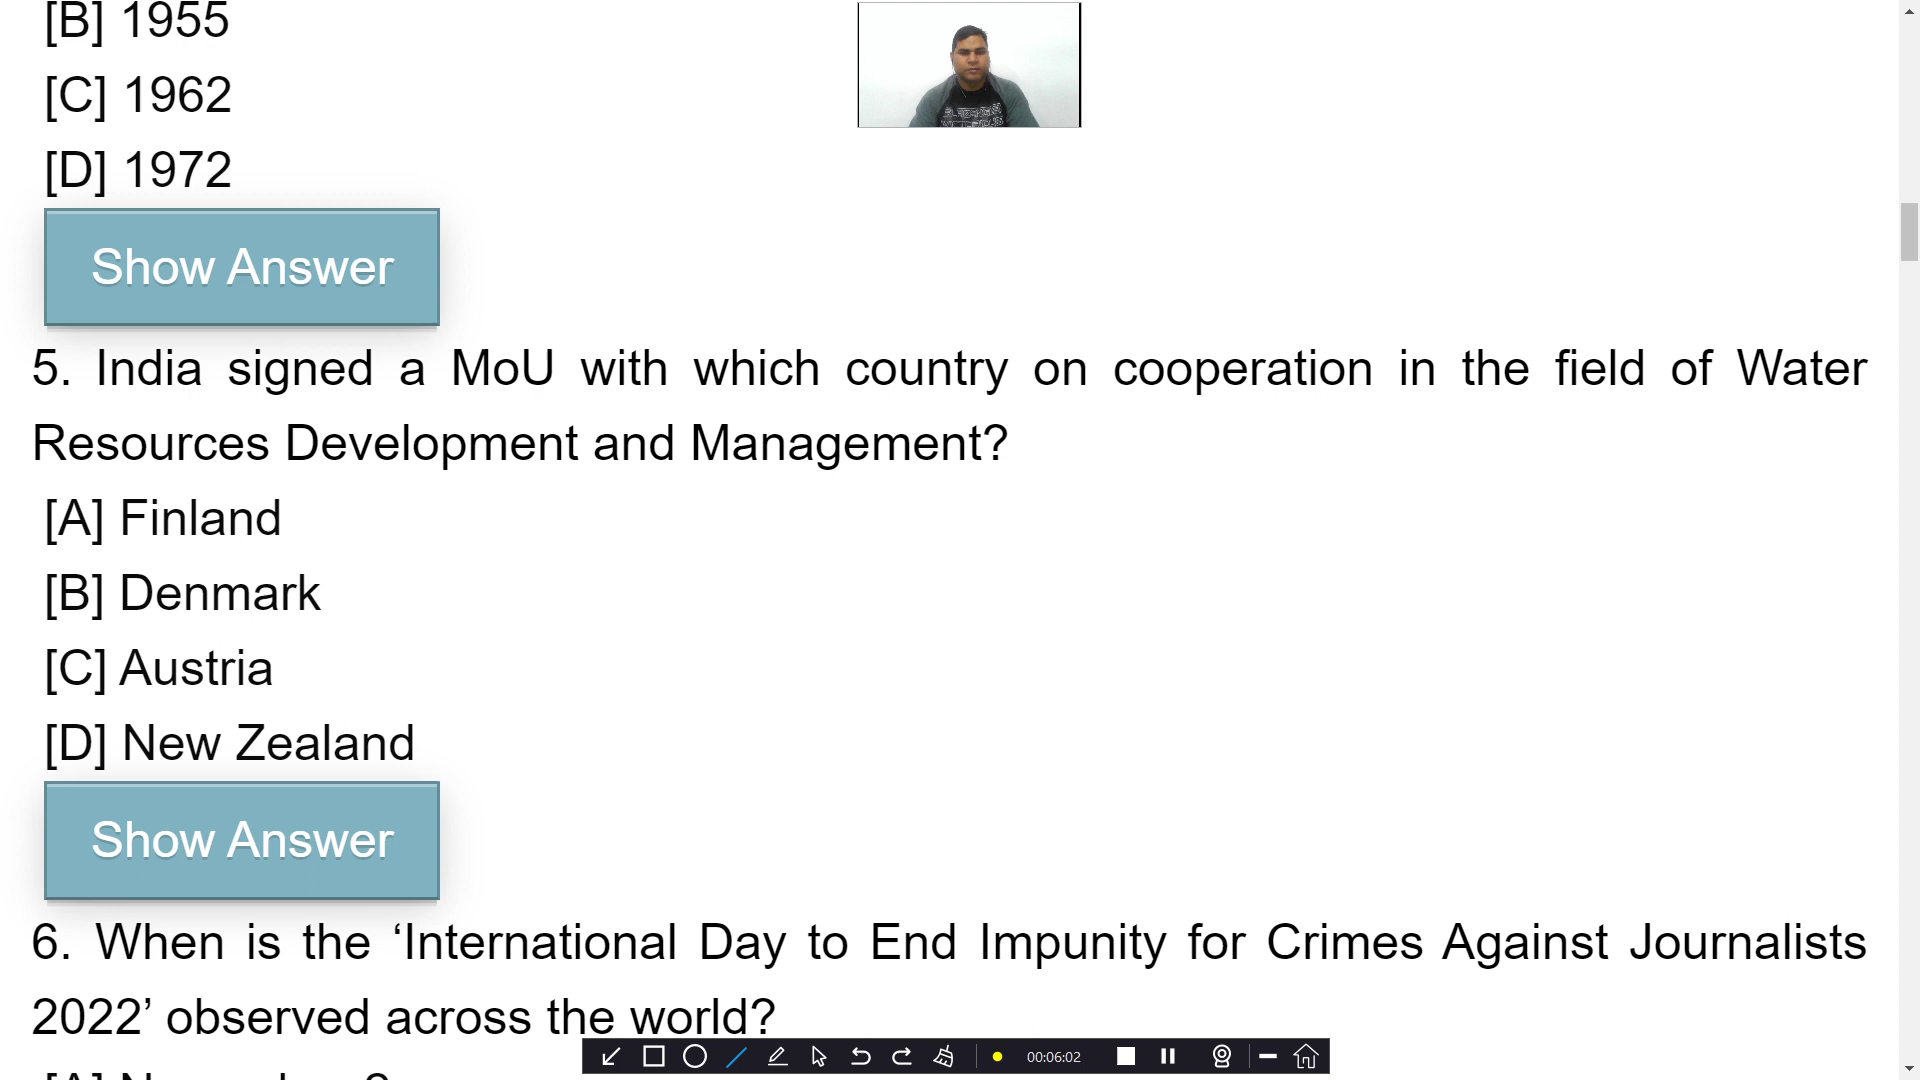 [B] 1955
[C] 1962
[D] 1972
Show Answer
5. India signed a MoU with which country on cooperation in the field of Water
Resources Development and Management?
[A] Finland
[B] Denmark
[C] Austria
[D] New Zealand
Show Answer
6. When is the ‘International Day to End Impunity for Crimes Against Journalists
2022’ observed across the world?
00:06:02